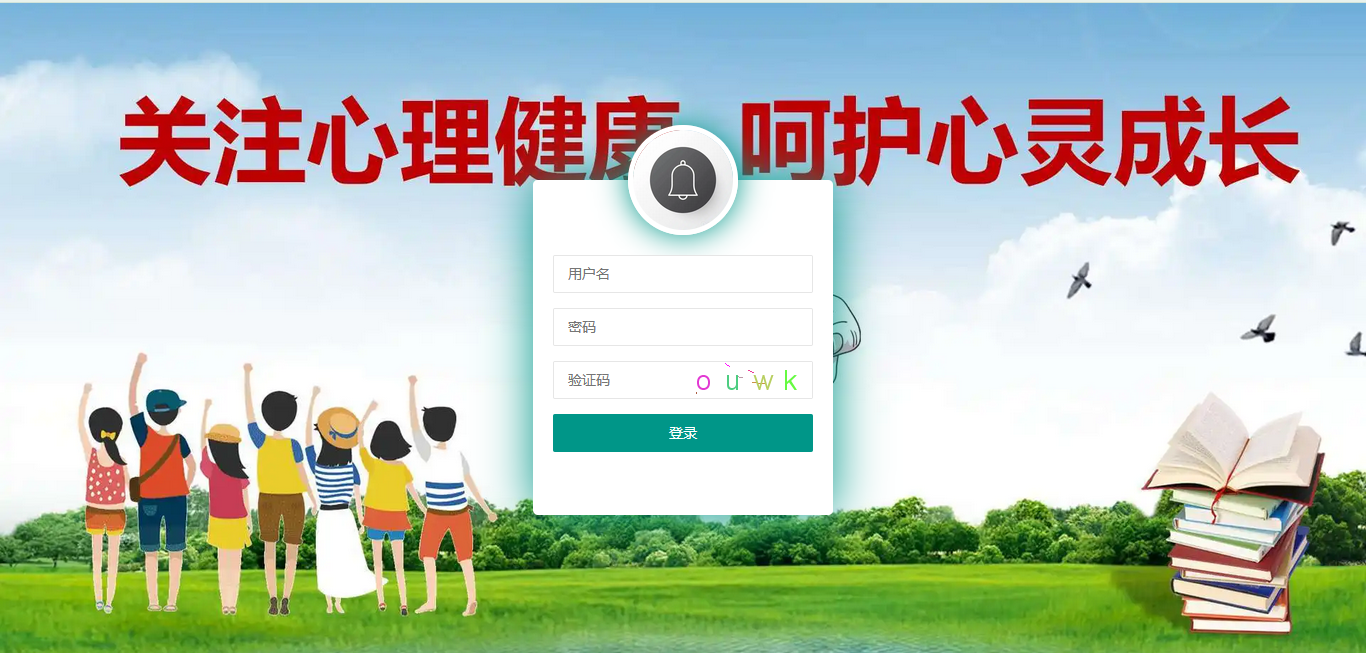 关注心理健康 呵护心灵成长
用户名
密码
验证码 o u w k
登录